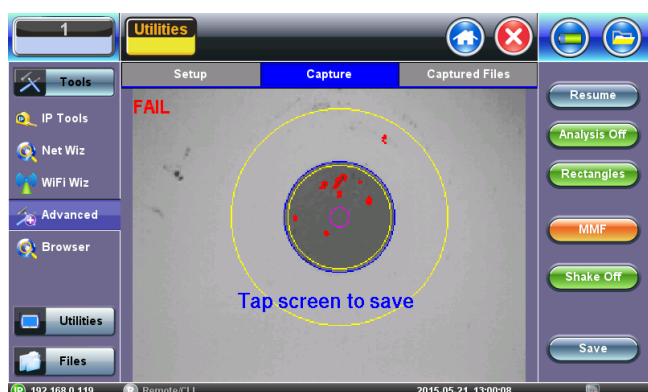 1
Utilities
Tools
IP Tools
Net Wiz
WiFi Wiz
Advanced
Browser
Utilities
Files
Setup
Capture
Captured Files
FAIL
Tap screen to save
Resume
Analysis Off
Rectangles
MMF
Shake Off
Save
IP 192.168.0.119
R Remote/CLI
2015.05.21 13:00:08